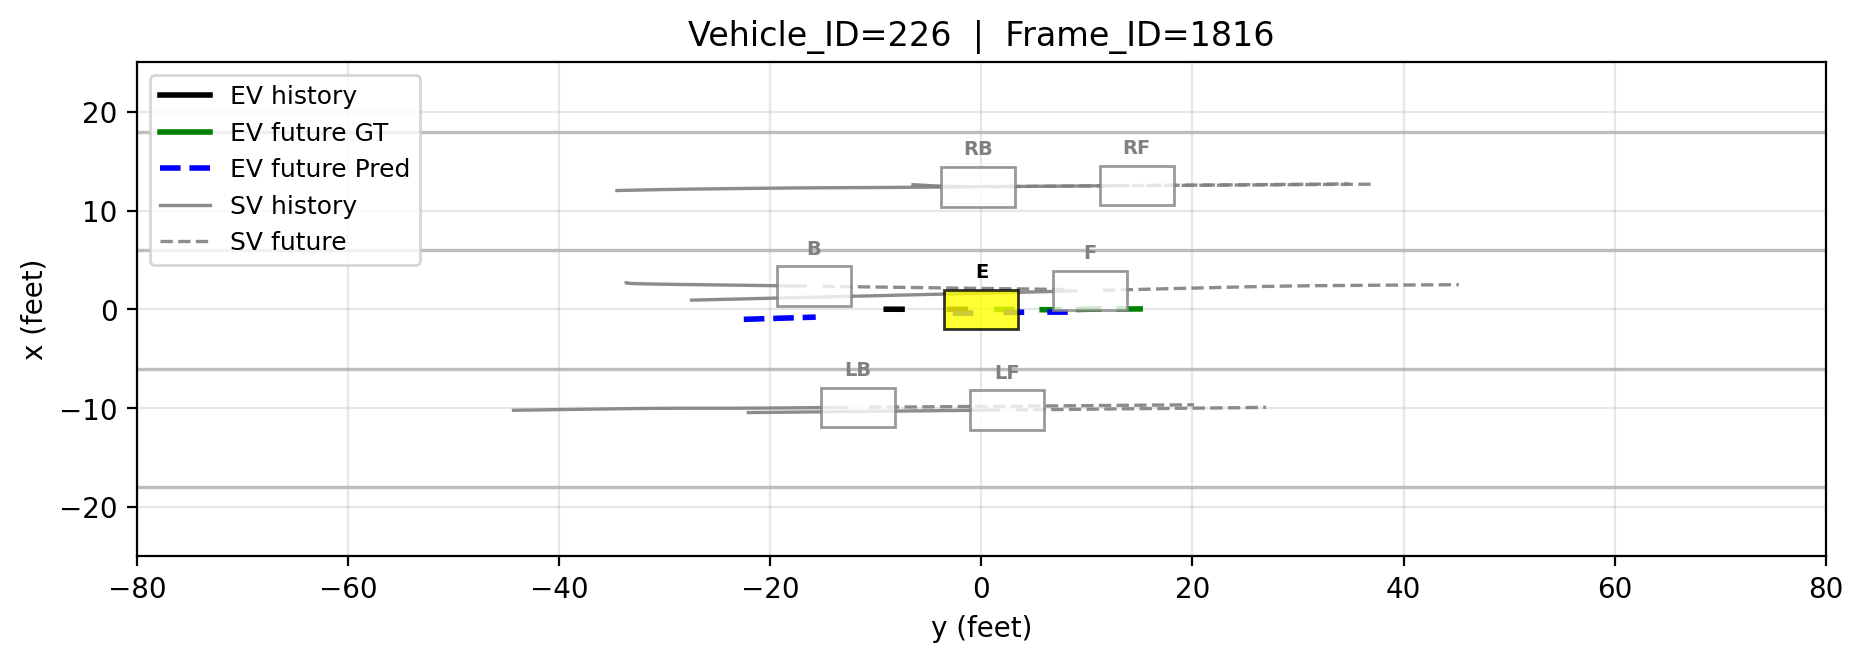 Vehicle_ID=226 | Frame_ID=1816
EV history
EV future GT
EV future Pred
SV history
SV future
RB
RF
B
F
E
LB
LF
20
10
0
−10
−20
x (feet)
−80
−60
−40
−20
0
20
40
60
80
y (feet)